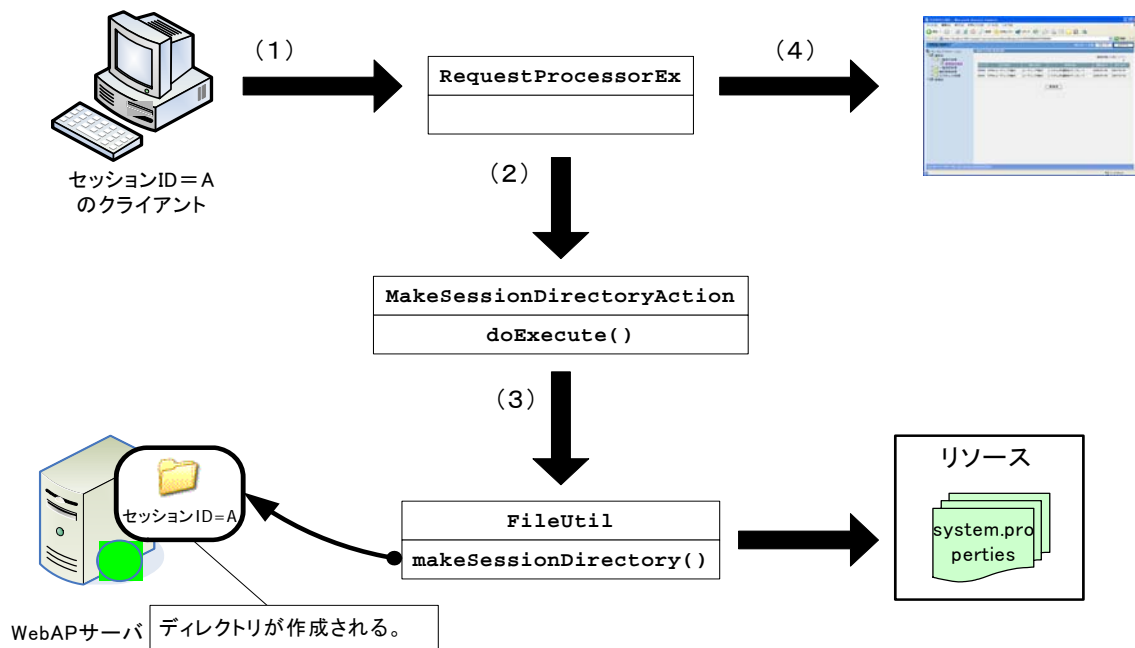 (1)
(4)
RequestProcessorEx
セッションID=A
のクライアント
(2)
MakeSessionDirectoryAction
doExecute()
(3)
リソース
system.pro
perties
セッションID=A
FileUtil
makeSessionDirectory()
WebAPサーバ
ディレクトリが作成される。